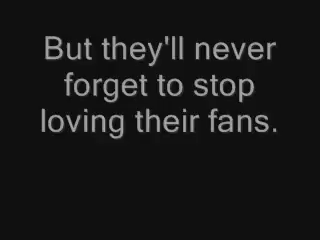 But they'll never
forget to stop
loving their fans.